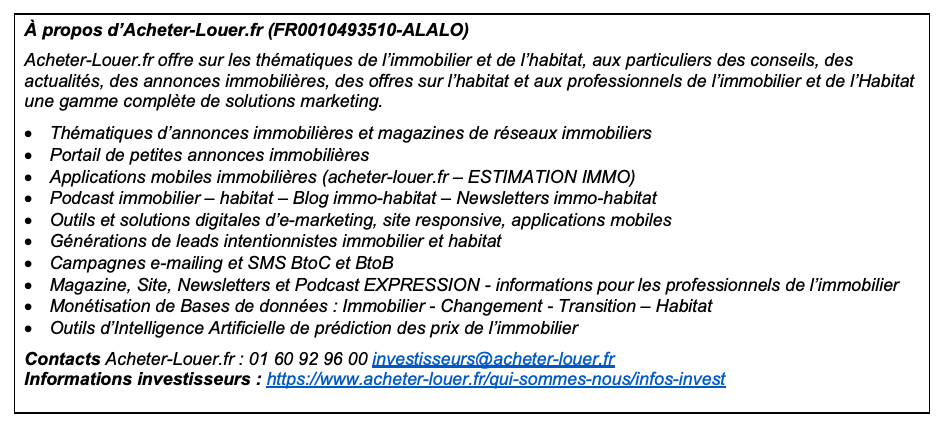 À propos d’Acheter-Louer.fr (FR0010493510-ALALO)
Acheter-Louer.fr offre sur les thématiques de l’immobilier et de l’habitat, aux particuliers des conseils, des
actualités, des annonces immobilières, des offres sur l’habitat et aux professionnels de l’immobilier et de l’Habitat
une gamme complète de solutions marketing.
• Thématiques d’annonces immobilières et magazines de réseaux immobiliers
• Portail de petites annonces immobilières
• Applications mobiles immobilières (acheter-louer.fr – ESTIMATION IMMO)
• Podcast immobilier – habitat – Blog immo-habitat – Newsletters immo-habitat
• Outils et solutions digitales d’e-marketing, site responsive, applications mobiles
• Générations de leads intentionnistes immobilier et habitat
• Campagnes e-mailing et SMS BtoC et BtoB
• Magazine, Site, Newsletters et Podcast EXPRESSION - informations pour les professionnels de l’immobilier
• Monétisation de Bases de données : Immobilier - Changement - Transition – Habitat
• Outils d’Intelligence Artificielle de prédiction des prix de l’immobilier
Contacts Acheter-Louer.fr : 01 60 92 96 00 investisseurs@acheter-louer.fr
Informations investisseurs : https://www.acheter-louer.fr/qui-sommes-nous/infos-invest